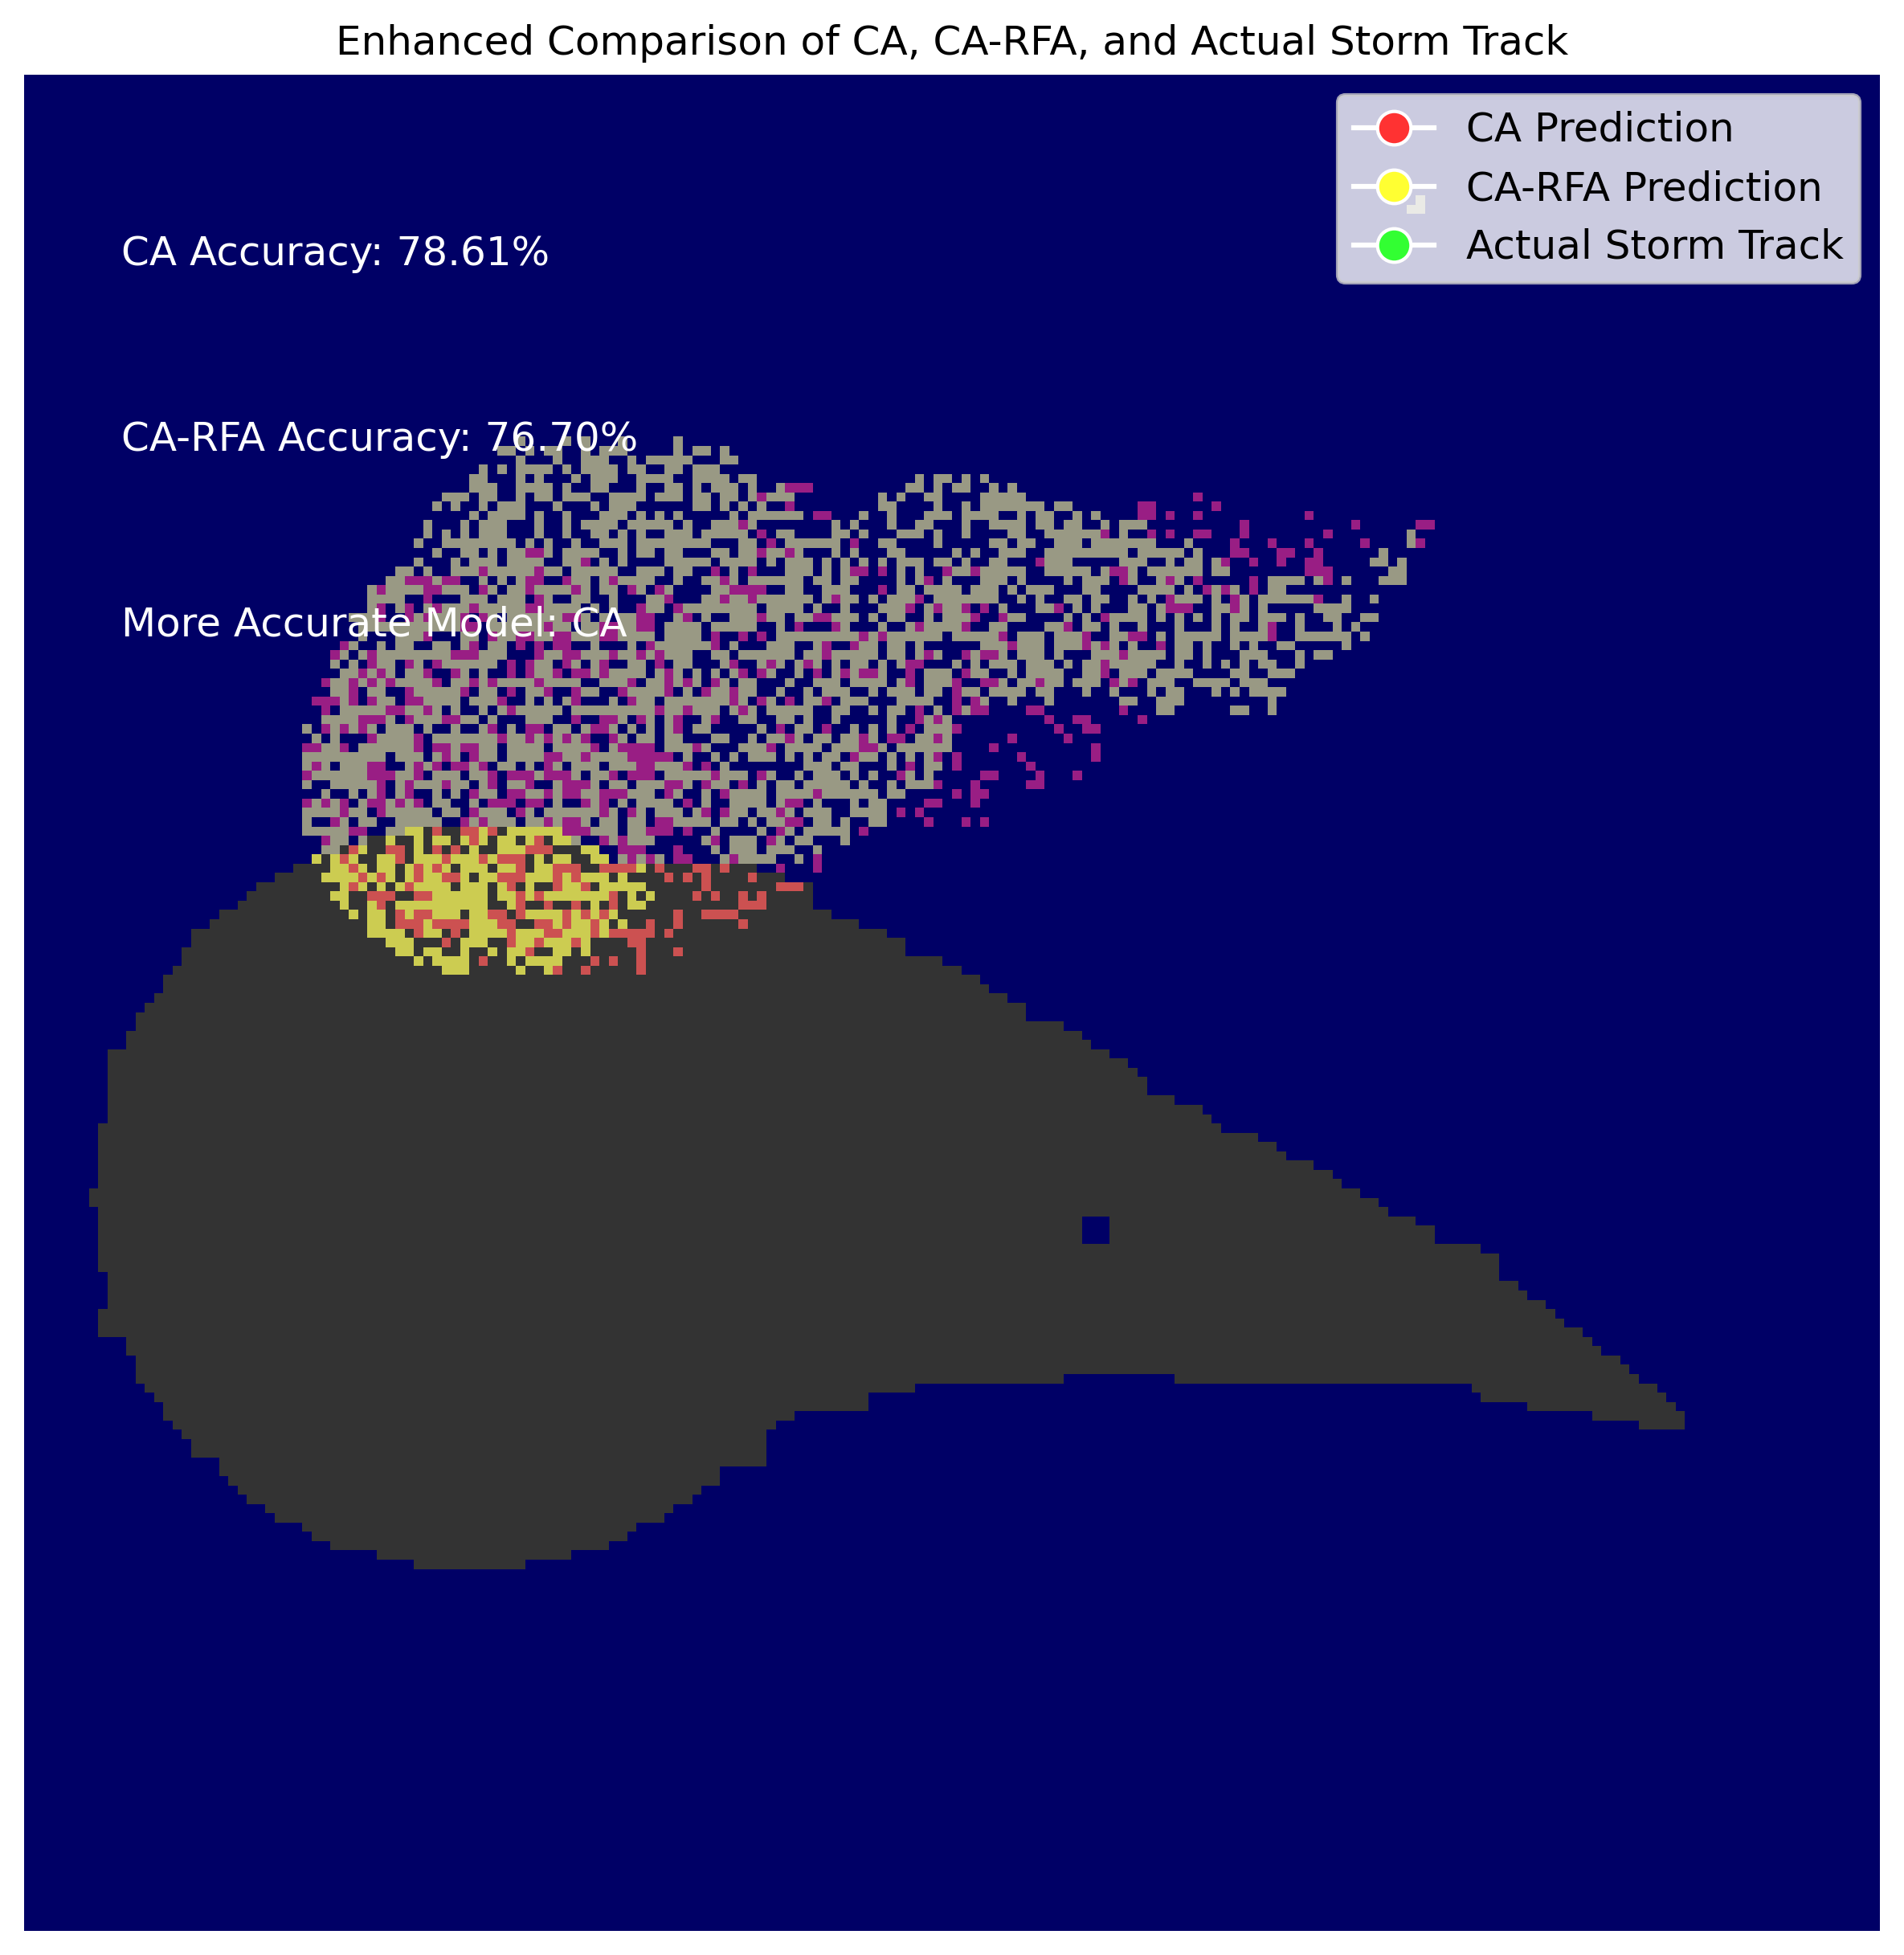 Enhanced Comparison of CA, CA-RFA, and Actual Storm Track
CA Prediction
CA-RFA Prediction
Actual Storm Track
CA Accuracy: 78.61%
CA-RFA Accuracy: 76.70%
More Accurate Model: CA